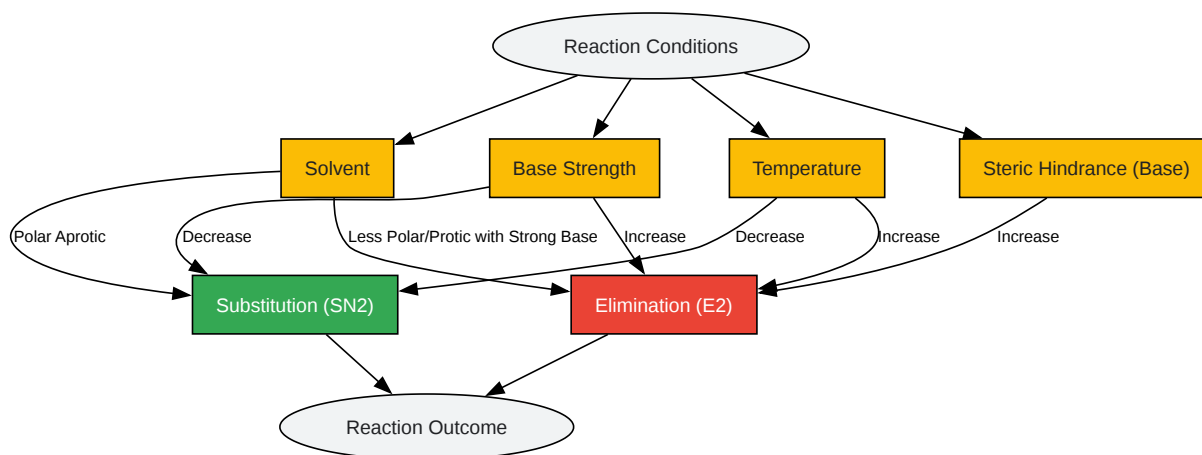 Reaction Conditions
Solvent
Base Strength
Temperature
Steric Hindrance (Base)
Polar Aprotic
Decrease
Less Polar/Protic with Strong Base
Increase
Decrease
Increase
Increase
Substitution (SN2)
Elimination (E2)
Reaction Outcome